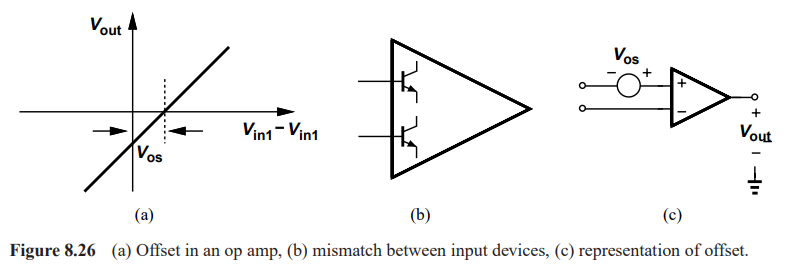 Vout
Vin1 − Vin1
Vos
(a)
(b)
Vos
− +
+
−
+
Vout
−
(c)
Figure 8.26 (a) Offset in an op amp, (b) mismatch between input devices, (c) representation of offset.